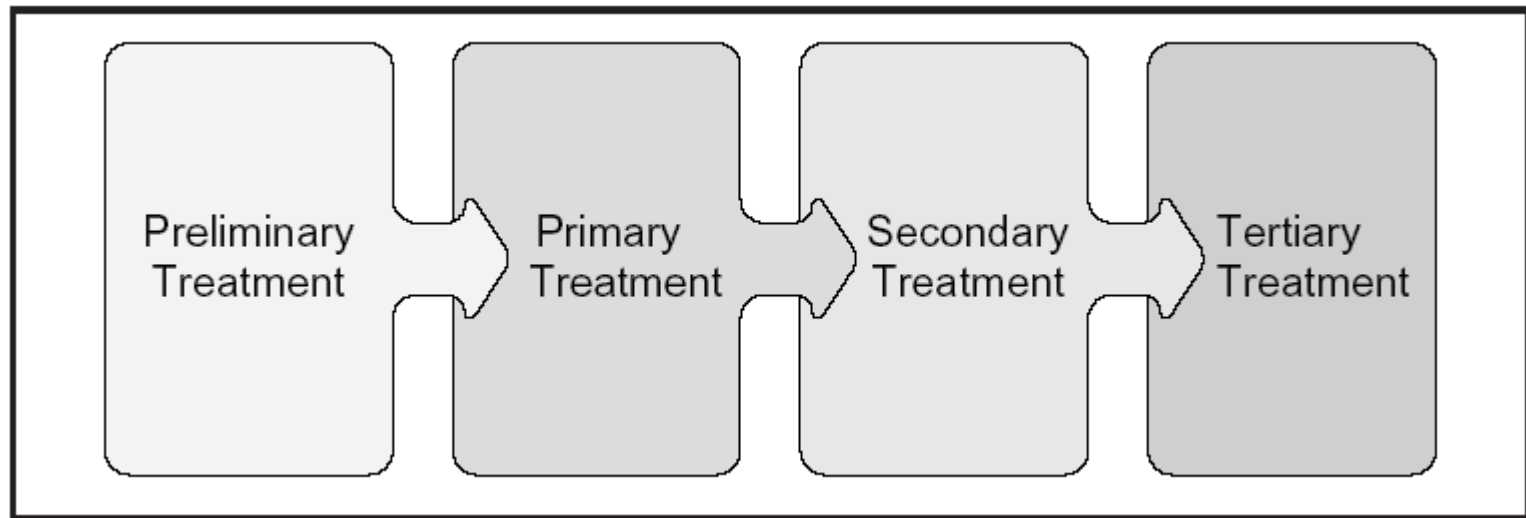 Preliminary
Treatment
Primary
Treatment
Secondary
Treatment
Tertiary
Treatment